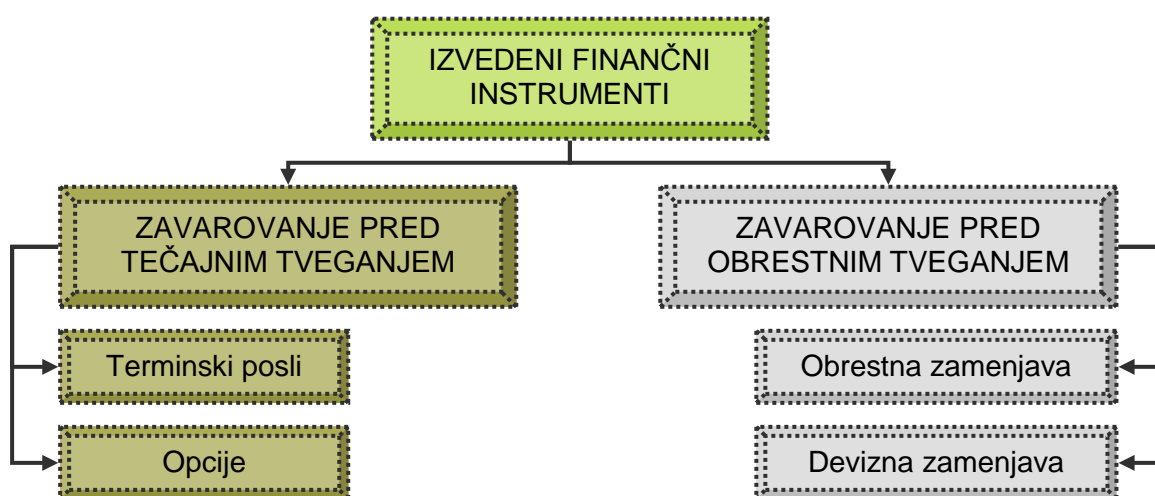 IZVEDENI FINANČNI
INSTRUMENTI
ZAVAROVANJE PRED
TEČAJNIM TVEGANJEM
ZAVAROVANJE PRED
OBRESTNIM TVEGANJEM
Terminski posli
Obrestna zamenjava
Opcije
Devizna zamenjava